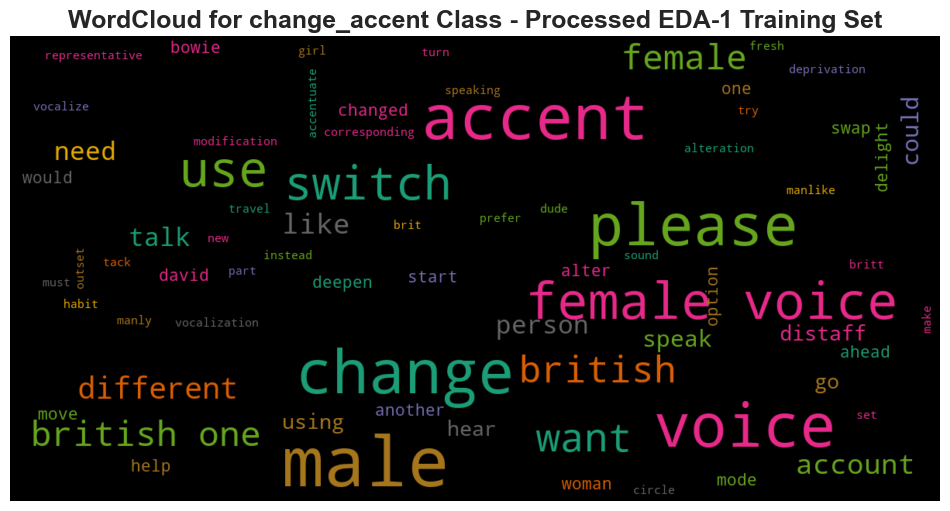 WordCloud for change_accent Class - Processed EDA-1 Training Set
representative bowie girl turn female fresh
deprivation
accentuate speaking one
vocalize changed accent try swap could
corresponding
need modification alteration delight
would use switch manlike
travel like prefer dude please
talk new brit
outset tack instead sound
must david part deepen start alter option britt
habit female voice make
manly vocalization person speak distaff
change british ahead
different go
move another set
british one using hear want voice
help male account
woman circle mode